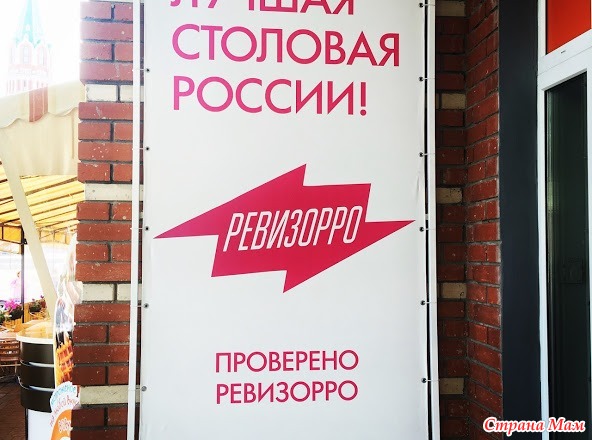 ЛУЧШАЯ
СТОЛОВАЯ
РОССИИ!
РЕВИЗОРРО
ПРОВЕРЕНО
РЕВИЗОРРО
Страна Мам